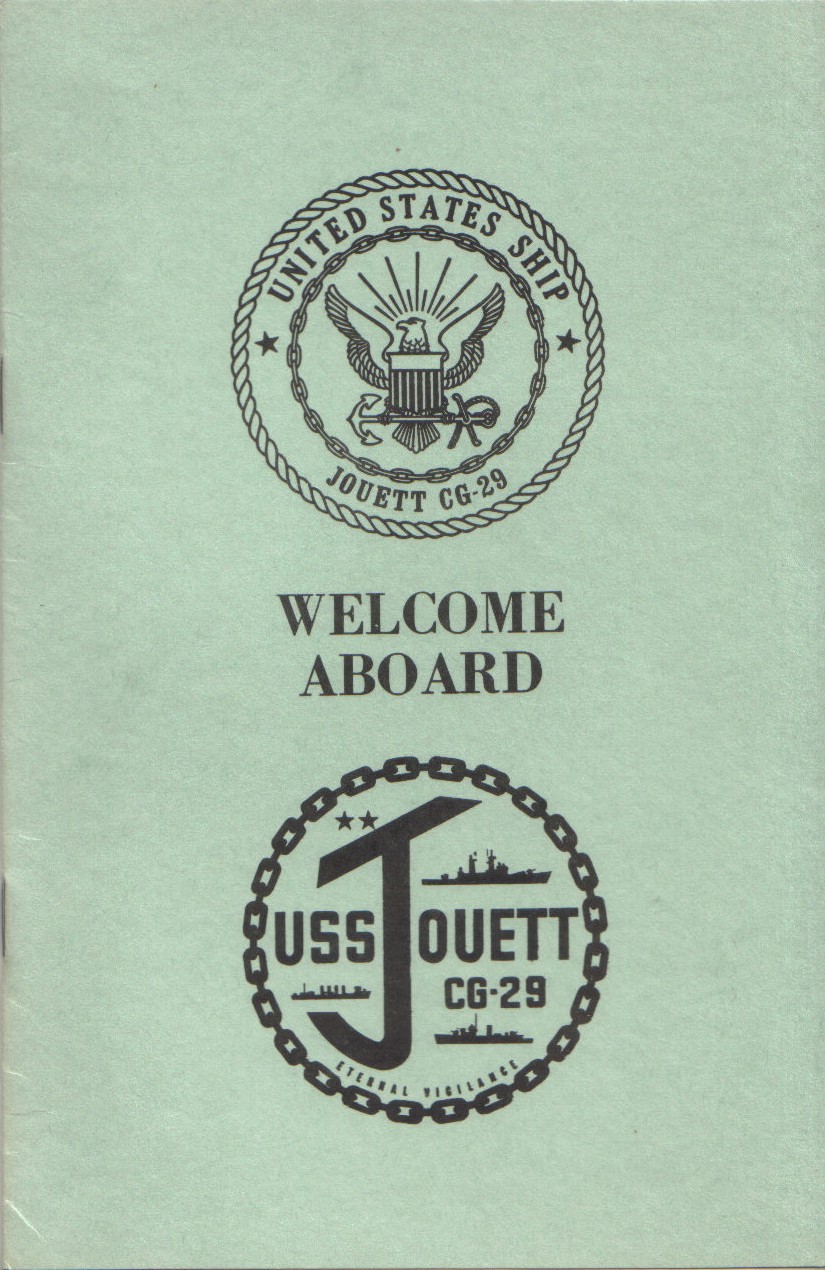 UNITED STATES SHIP
JOUETT CG-29
WELCOME
ABOARD
USS JOUETT
CG-29
ETERNAL VIGILANCE